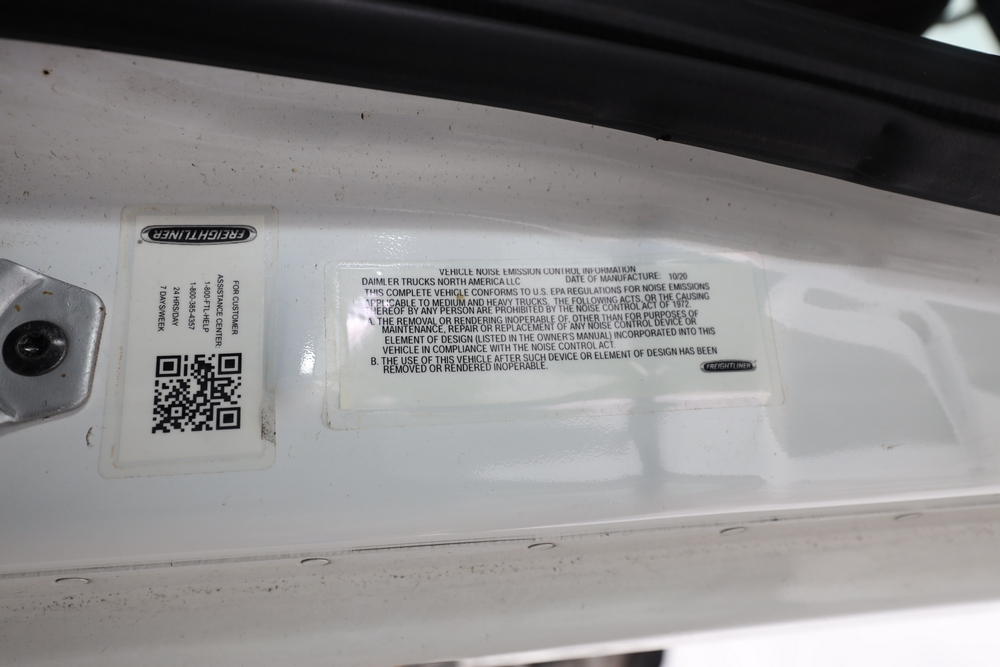 FREIGHTLINER
FOR CUSTOMER
ASSISTANCE CENTER:
1-800-FTL-HELP
1-800-385-4357
24 HRS/DAY
7 DAYS/WEEK
VEHICLE NOISE EMISSION CONTROL INFORMATION
DAIMLER TRUCKS NORTH AMERICA LLC DATE OF MANUFACTURE: 10/20
THIS COMPLETE VEHICLE CONFORMS TO U.S. EPA REGULATIONS FOR NOISE EMISSIONS
APPLICABLE TO MEDIUM AND HEAVY TRUCKS. THE FOLLOWING ACTS, OR THE CAUSING
THEREOF BY ANY PERSON ARE PROHIBITED BY THE NOISE CONTROL ACT OF 1972.
A. THE REMOVAL OR RENDERING INOPERABLE OF, OTHER THAN FOR PURPOSES OF
MAINTENANCE, REPAIR OR REPLACEMENT OF ANY NOISE CONTROL DEVICE OR
ELEMENT OF DESIGN (LISTED IN THE OWNER'S MANUAL) INCORPORATED INTO THIS
VEHICLE IN COMPLIANCE WITH THE NOISE CONTROL ACT.
B. THE USE OF THIS VEHICLE AFTER SUCH DEVICE OR ELEMENT OF DESIGN HAS BEEN
REMOVED OR RENDERED INOPERABLE.
FREIGHTLINER